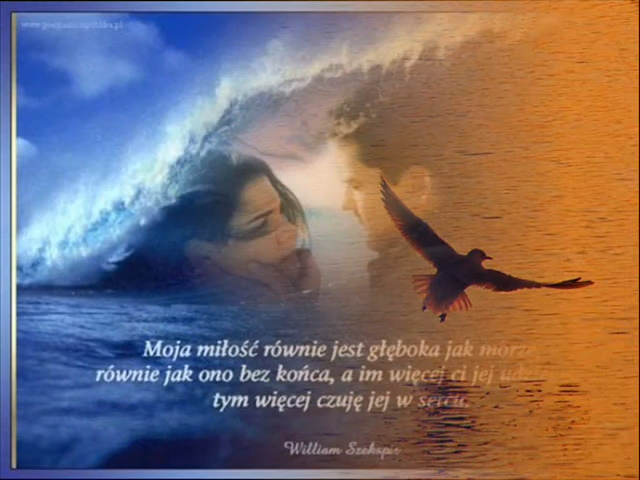 Moja miłość równie jest głęboka jak morze
równie jak ono bez końca, a im więcej ci jej
tym więcej czuję jej w sercu.
William Szekspir